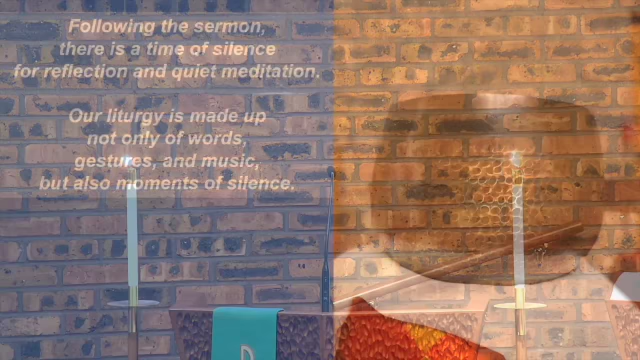 Following the sermon,
there is a time of silence
for reflection and quiet meditation.
Our liturgy is made up
not only of words,
gestures, and music,
but also moments of silence.